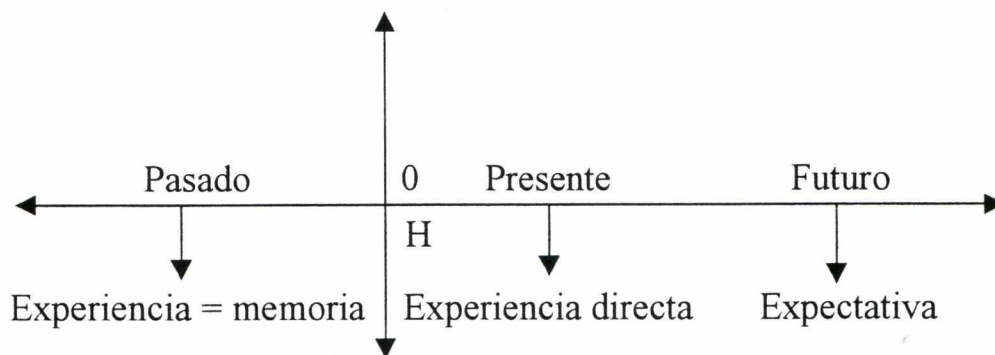 Pasado 0 Presente Futuro
H
Experiencia = memoria Experiencia directa Expectativa